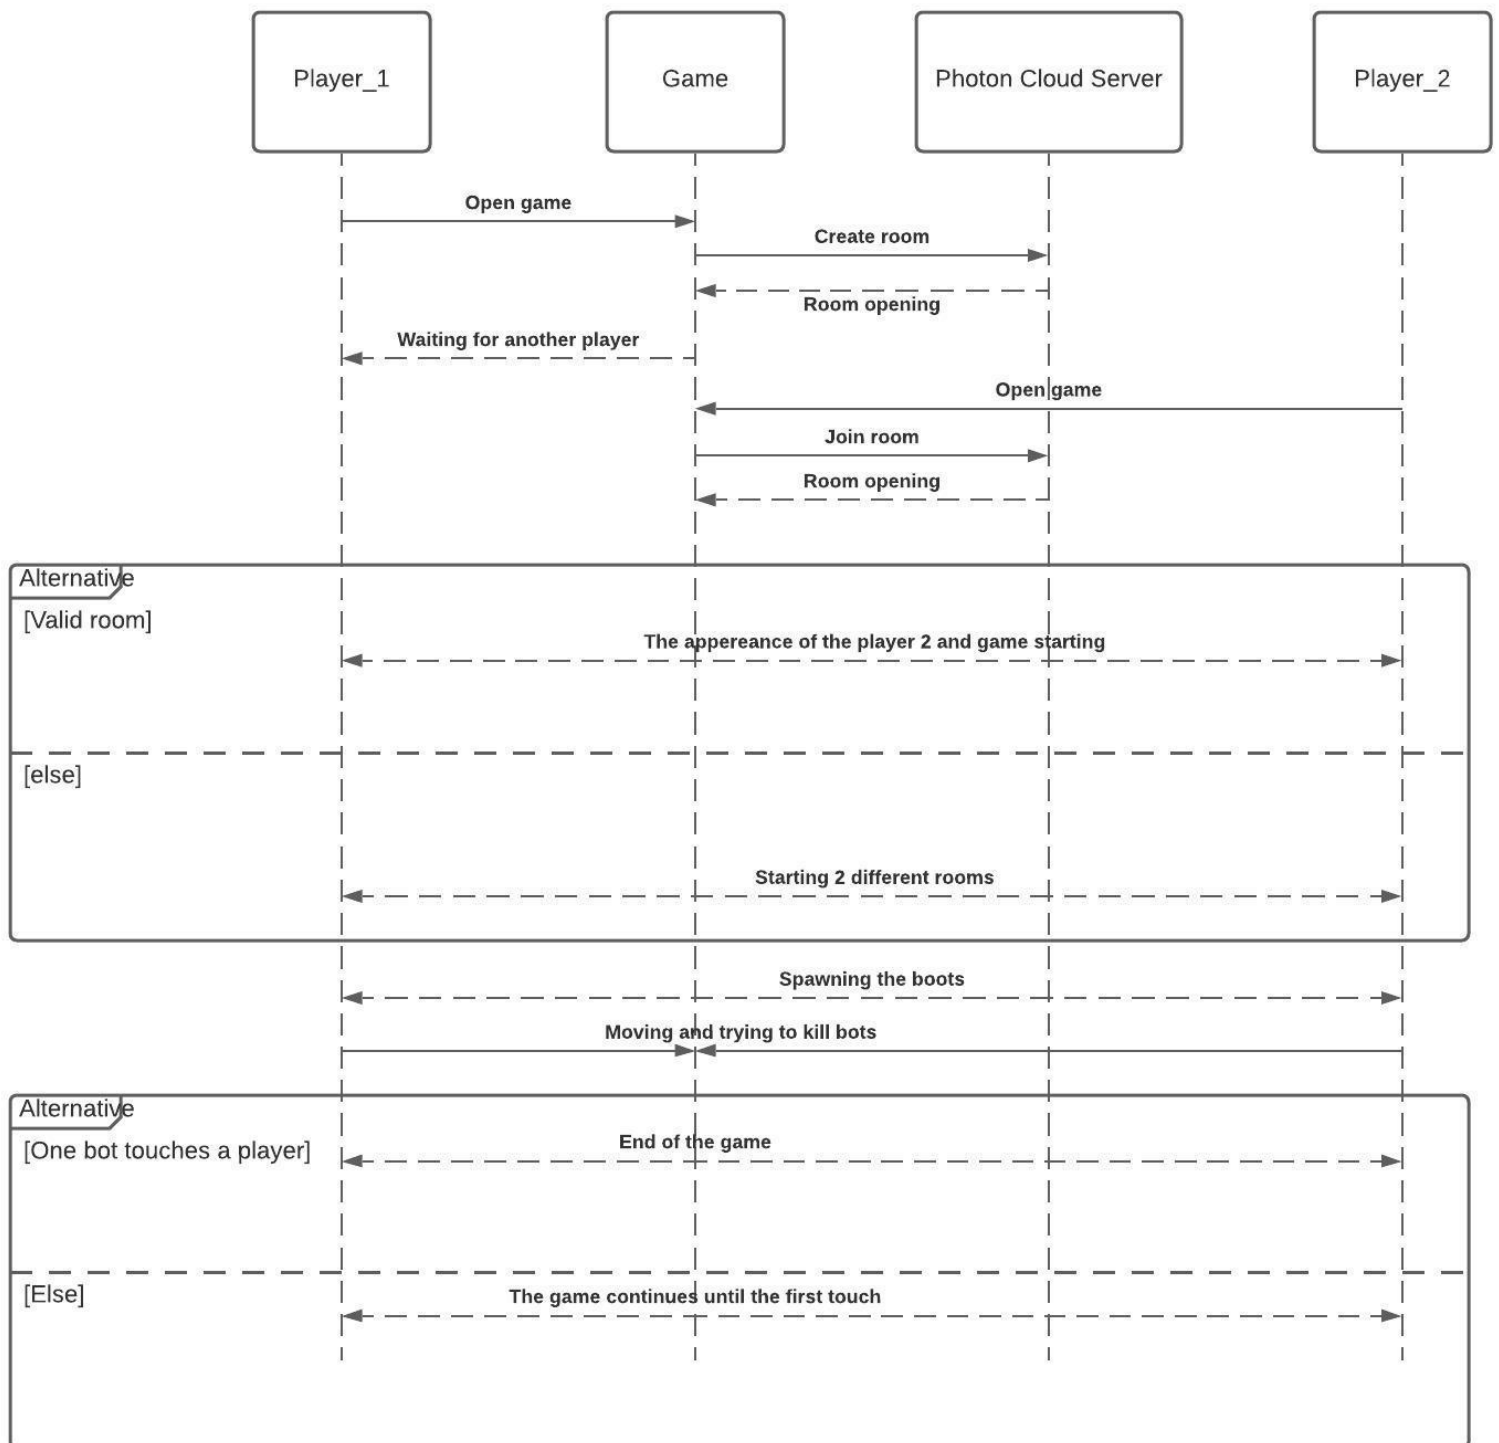 Player_1
Game
Photon Cloud Server
Player_2
Open game
Create room
Room opening
Waiting for another player
Open game
Join room
Room opening
Alternative
[Valid room]
The appereance of the player 2 and game starting
[else]
Starting 2 different rooms
Spawning the boots
Moving and trying to kill bots
Alternative
[One bot touches a player]
End of the game
[Else]
The game continues until the first touch